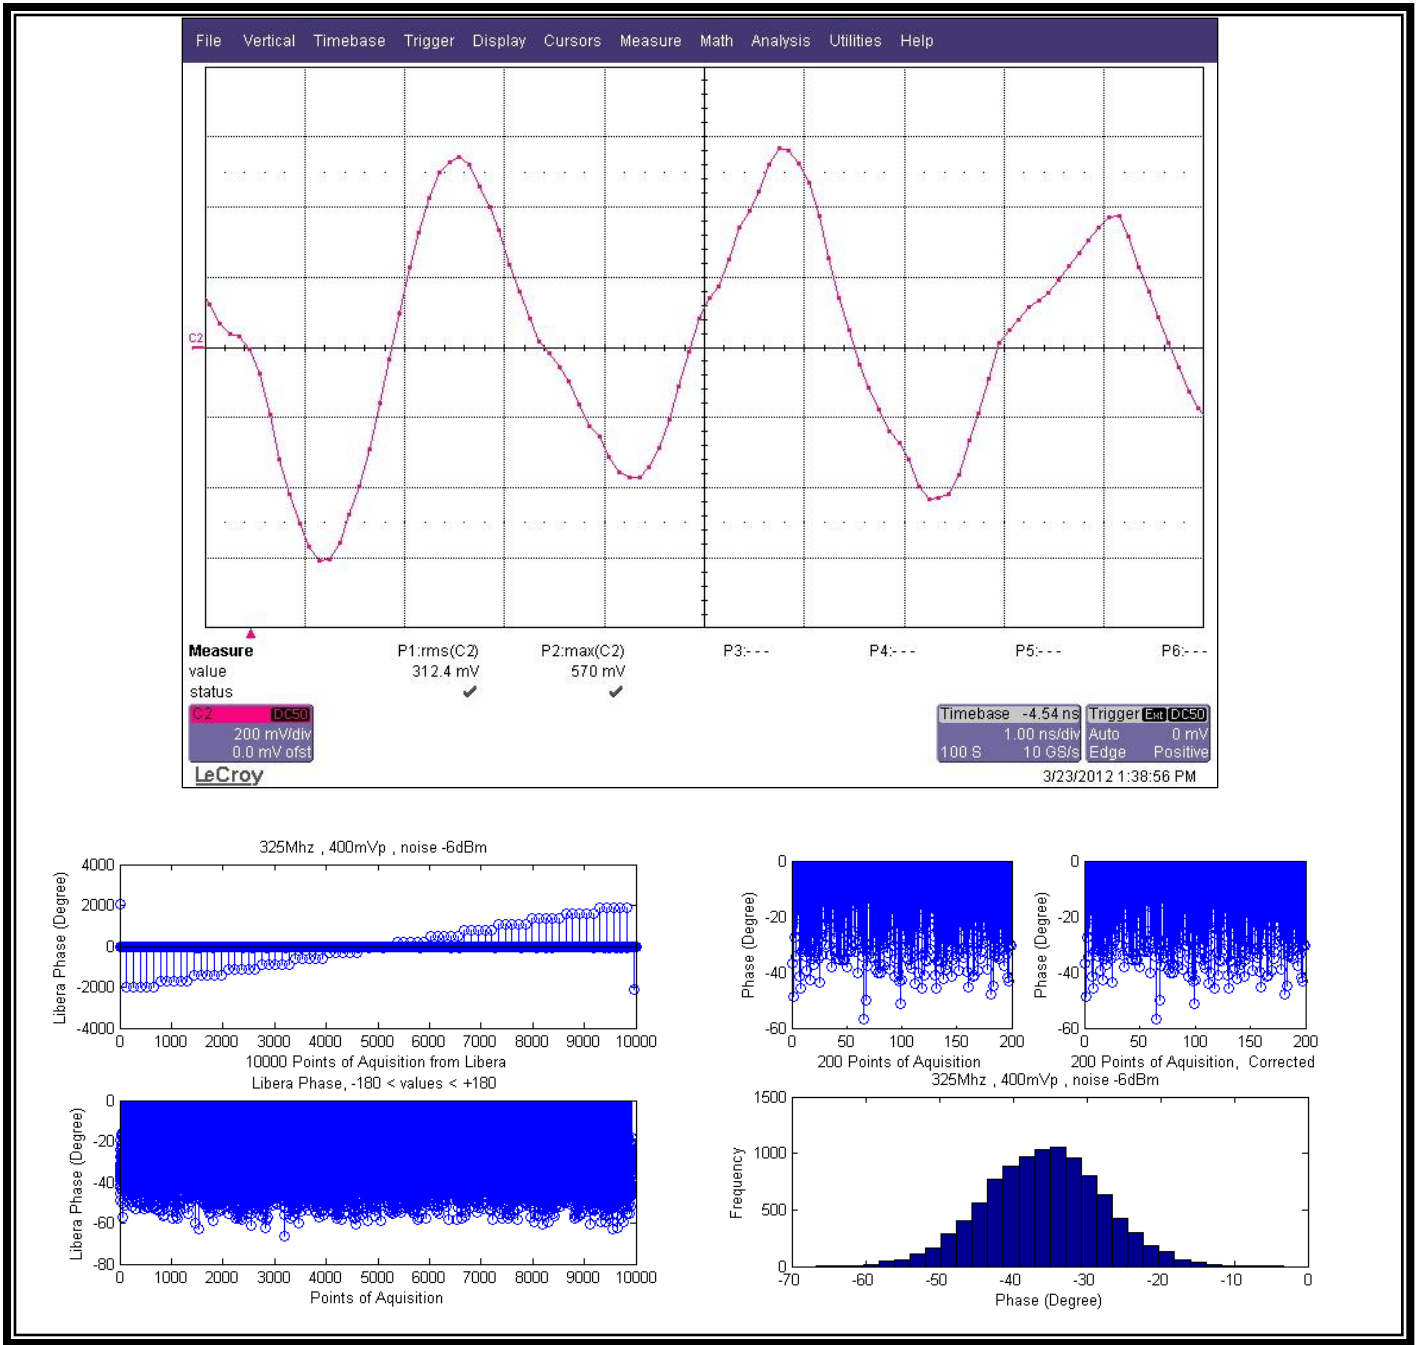 File Vertical Timebase Trigger Display Cursors Measure Math Analysis Utilities Help
C2
Measure P1:rms(C2) P2:max(C2) P3:--- P4:--- P5:--- P6:---
value 312.4 mV 570 mV
status
C2 DC50
200 mV/div
0.0 mV ofst
Timebase -4.54 ns
1.00 ns/div
100 S 10 GS/s
Trigger Ext DC50
Auto 0 mV
Edge Positive
LeCroy
3/23/2012 1:38:56 PM
325Mhz , 400mVp , noise -6dBm
Libera Phase (Degree)
4000
2000
0
-2000
-4000
0 1000 2000 3000 4000 5000 6000 7000 8000 9000 10000
10000 Points of Aquisition from Libera
Phase (Degree)
0
-20
-40
-60
0 50 100 150 200
200 Points of Aquisition
Phase (Degree)
0
-20
-40
-60
0 50 100 150 200
200 Points of Aquisition, Corrected
Libera Phase, -180 < values < +180
Libera Phase (Degree)
0
-20
-40
-60
-80
0 1000 2000 3000 4000 5000 6000 7000 8000 9000 10000
Points of Aquisition
325Mhz , 400mVp , noise -6dBm
Frequency
1500
1000
500
0
-70 -60 -50 -40 -30 -20 -10 0
Phase (Degree)